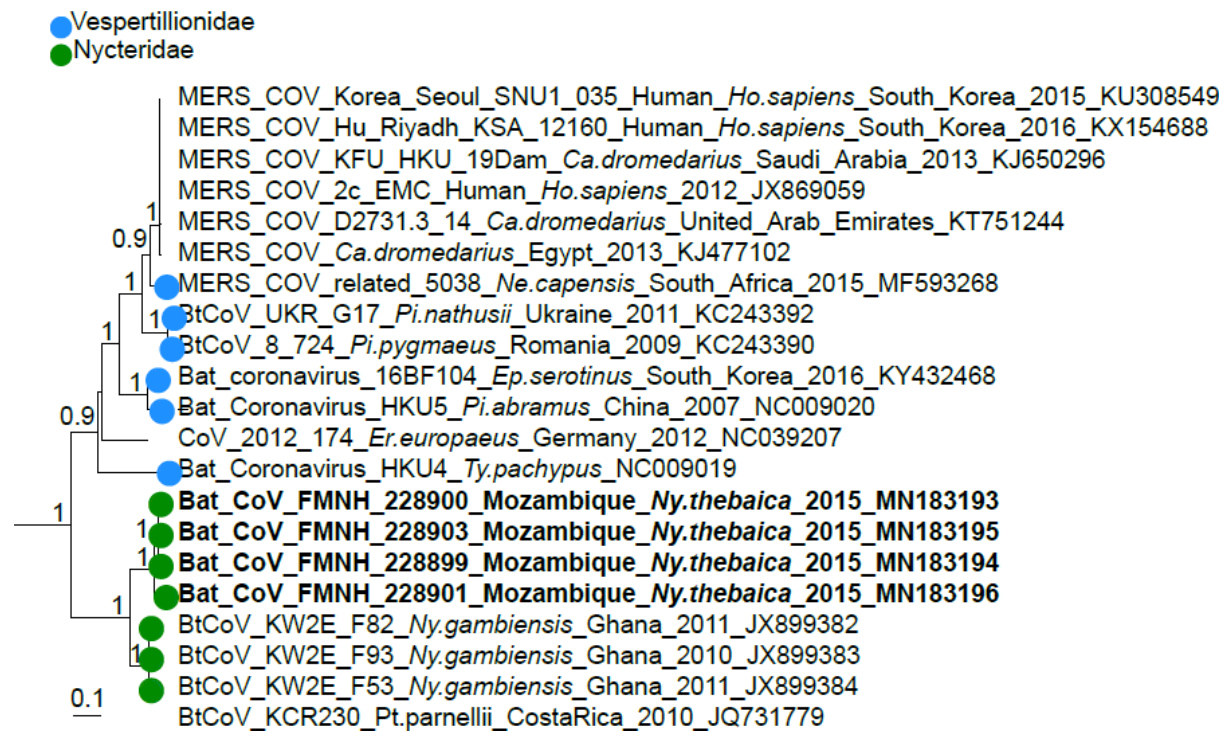 Vespertillionidae
Nycteridae
MERS_COV_Korea_Seoul_SNU1_035_Human_Ho.sapiens_South_Korea_2015_KU308549
MERS_COV_Hu_Riyadh_KSA_12160_Human_Ho.sapiens_South_Korea_2016_KX154688
MERS_COV_KFU_HKU_19Dam_Ca.dromedarius_Saudi_Arabia_2013_KJ650296
MERS_COV_2c_EMC_Human_Ho.sapiens_2012_JX869059
1 MERS_COV_D2731.3_14_Ca.dromedarius_United_Arab_Emirates_KT751244
0.9 MERS_COV_Ca.dromedarius_Egypt_2013_KJ477102
1 MERS_COV_related_5038_Ne.capensis_South_Africa_2015_MF593268
1 BtCoV_UKR_G17_Pi.nathusii_Ukraine_2011_KC243392
1 BtCoV_8_724_Pi.pygmaeus_Romania_2009_KC243390
1 Bat_coronavirus_16BF104_Ep.serotinus_South_Korea_2016_KY432468
Bat_Coronavirus_HKU5_Pi.abramus_China_2007_NC009020
0.9 CoV_2012_174_Er.europaeus_Germany_2012_NC039207
Bat_Coronavirus_HKU4_Ty.pachypus_NC009019
1 Bat_CoV_FMNH_228900_Mozambique_Ny.thebaica_2015_MN183193
1 Bat_CoV_FMNH_228903_Mozambique_Ny.thebaica_2015_MN183195
1 Bat_CoV_FMNH_228899_Mozambique_Ny.thebaica_2015_MN183194
1 Bat_CoV_FMNH_228901_Mozambique_Ny.thebaica_2015_MN183196
BtCoV_KW2E_F82_Ny.gambiensis_Ghana_2011_JX899382
1 BtCoV_KW2E_F93_Ny.gambiensis_Ghana_2010_JX899383
0.1 BtCoV_KW2E_F53_Ny.gambiensis_Ghana_2011_JX899384
BtCoV_KCR230_Pt.parnellii_CostaRica_2010_JQ731779